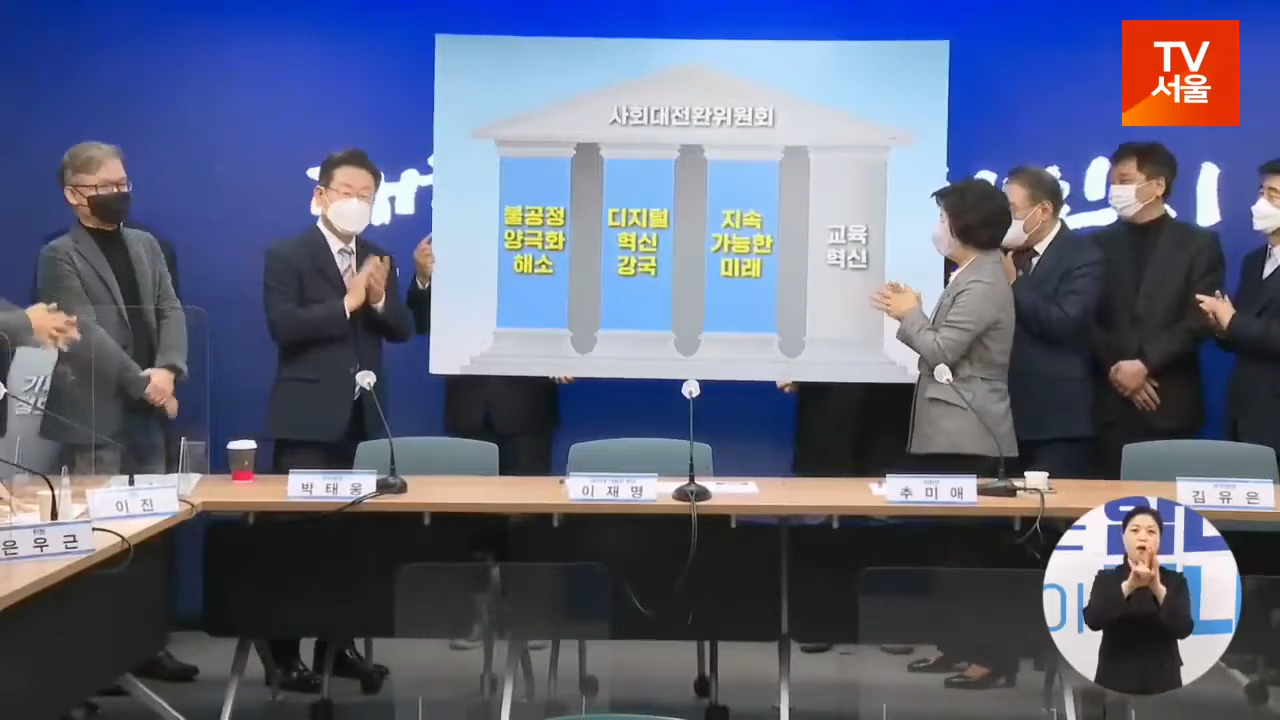 TV
서울
사회대전환위원회
불공정
양극화
해소
디지털
혁신
강국
지속
가능한
미래
교육
혁신
박태웅
이재명
추미애
김유은
이진
은우근